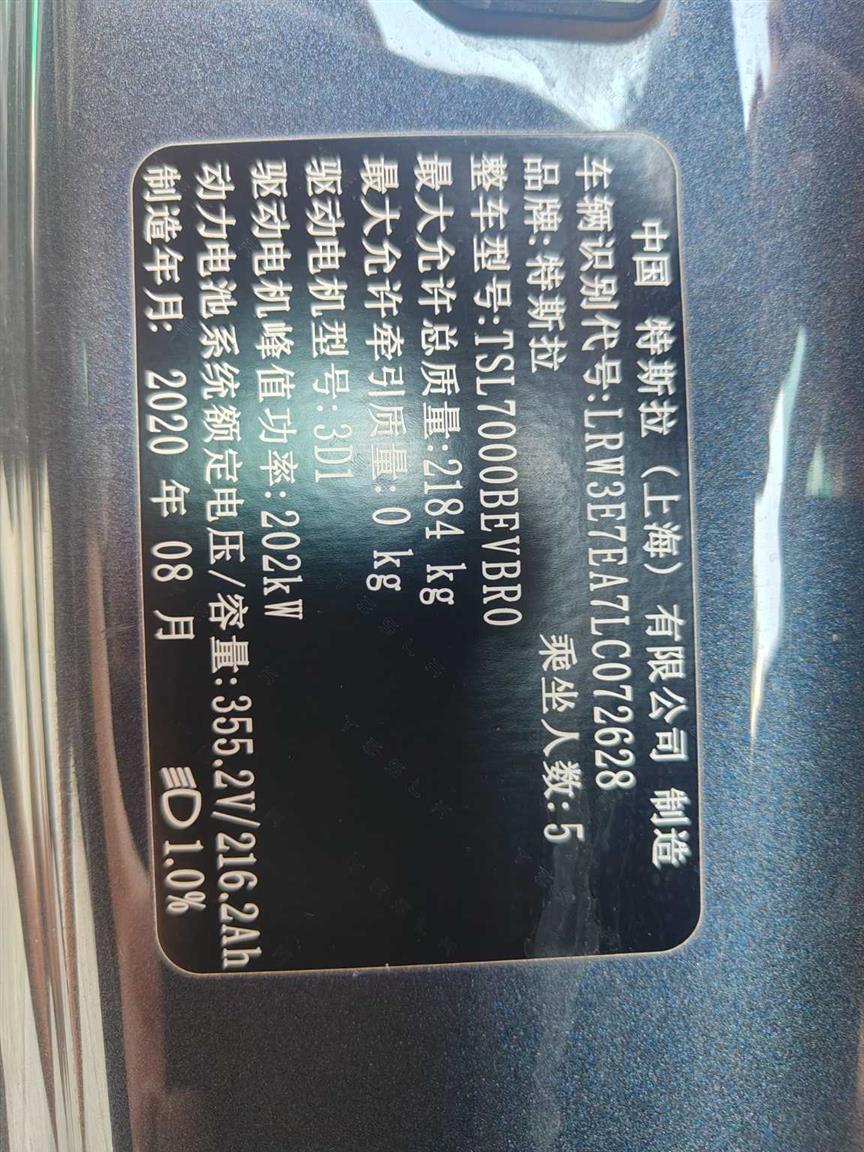 中国 特斯拉（上海）有限公司 制造
车辆识别代号:LRW3E7EA7LC072628
品牌:特斯拉 乘坐人数:5
整车型号:TSL7000BEVBR0
最大允许总质量:2184 kg
最大允许牵引质量:0 kg
驱动电机型号:3D1
驱动电机峰值功率:202kW
动力电池系统额定电压/容量:355.2V/216.2Ah
制造年月: 2020 年 08 月 1.0%